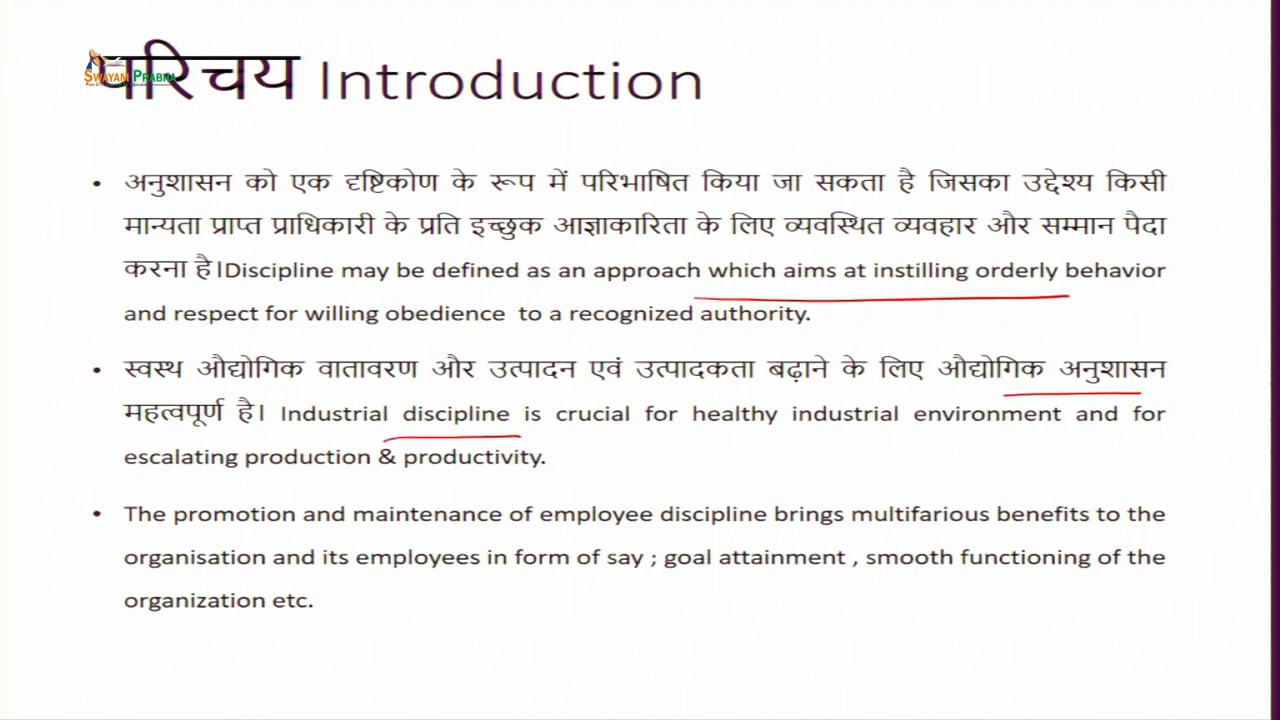 परिचय Introduction
SWAYAM PRABHA
• अनुशासन को एक दृष्टिकोण के रूप में परिभाषित किया जा सकता है जिसका उद्देश्य किसी
मान्यता प्राप्त प्राधिकारी के प्रति इच्छुक आज्ञाकारिता के लिए व्यवस्थित व्यवहार और सम्मान पैदा
करना है।Discipline may be defined as an approach which aims at instilling orderly behavior
and respect for willing obedience to a recognized authority.
• स्वस्थ औद्योगिक वातावरण और उत्पादन एवं उत्पादकता बढ़ाने के लिए औद्योगिक अनुशासन
महत्वपूर्ण है। Industrial discipline is crucial for healthy industrial environment and for
escalating production & productivity.
• The promotion and maintenance of employee discipline brings multifarious benefits to the
organisation and its employees in form of say ; goal attainment , smooth functioning of the
organization etc.